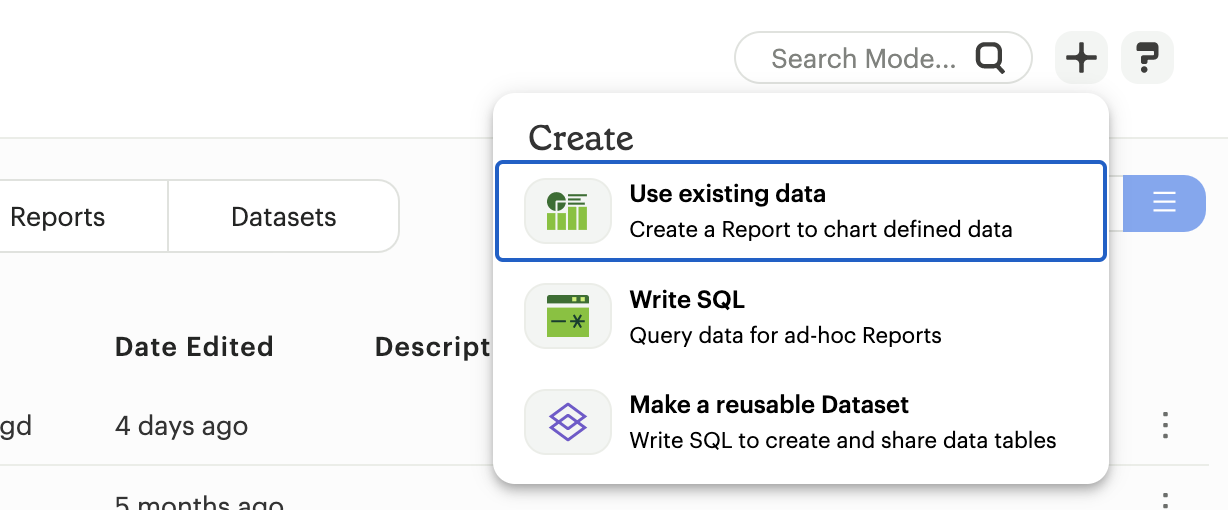 Search Mode...
Create
Use existing data
Create a Report to chart defined data
Write SQL
Query data for ad-hoc Reports
Make a reusable Dataset
Write SQL to create and share data tables
Reports
Datasets
Date Edited
Descript
gd
4 days ago
5 months ago